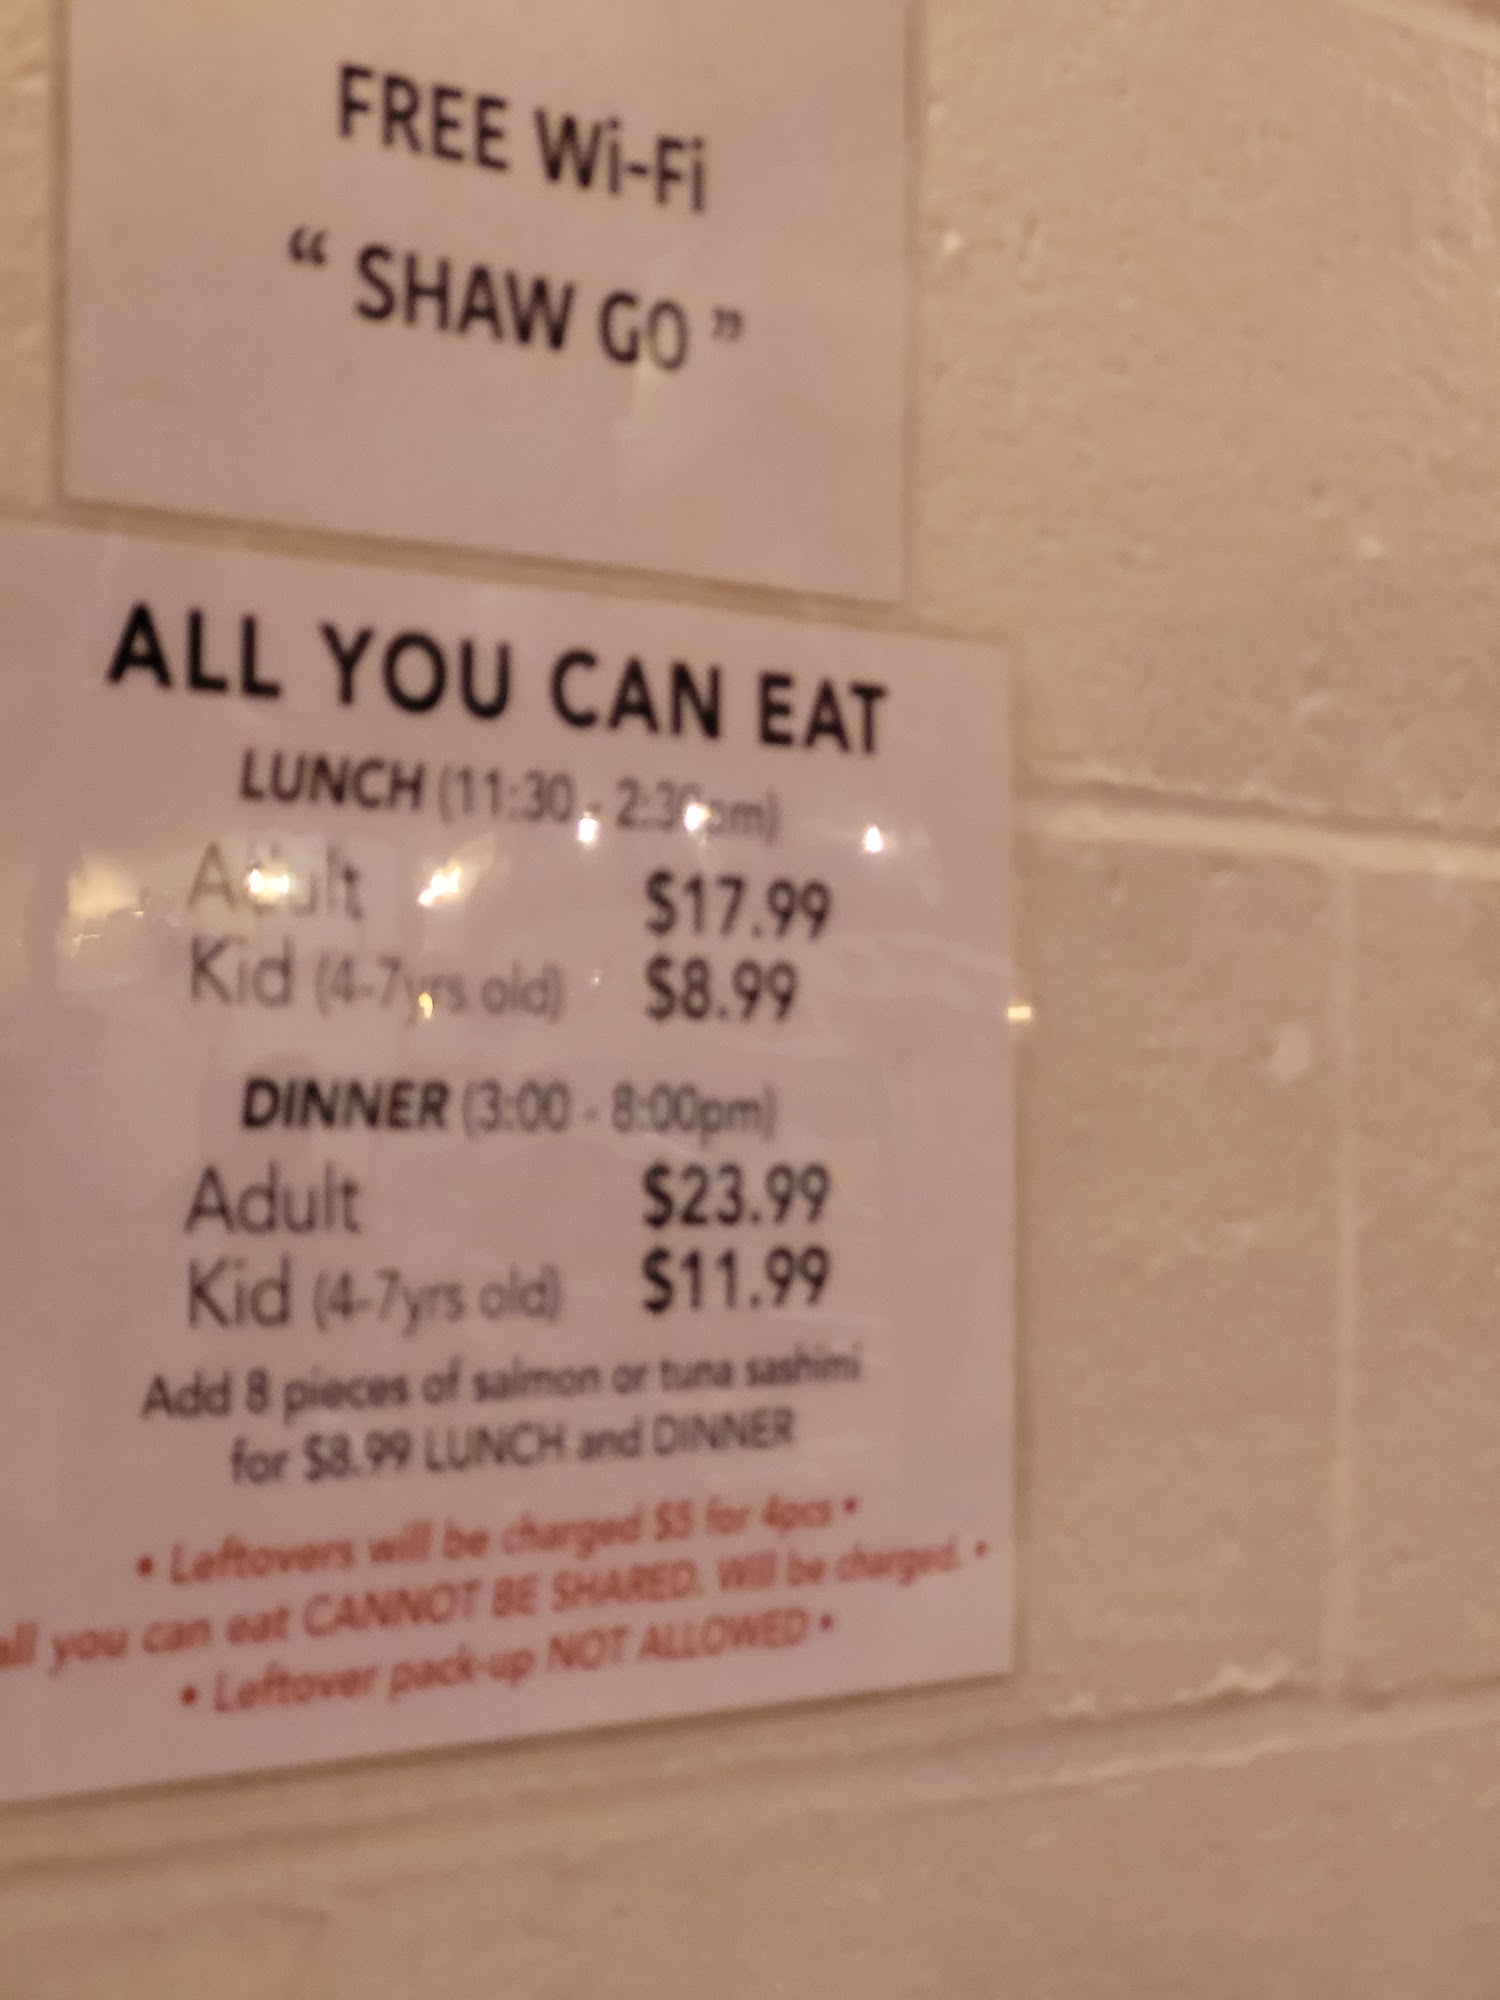 FREE Wi-Fi
“ SHAW GO ”
ALL YOU CAN EAT
LUNCH (11:30 - 2:30pm)
Adult $17.99
Kid (4-7yrs old) $8.99
DINNER (3:00 - 8:00pm)
Adult $23.99
Kid (4-7yrs old) $11.99
Add 8 pieces of salmon or tuna sashimi
for $8.99 LUNCH and DINNER
• Leftovers will be charged $5 for 4pcs •
all you can eat CANNOT BE SHARED. Will be charged. •
• Leftover pack-up NOT ALLOWED •